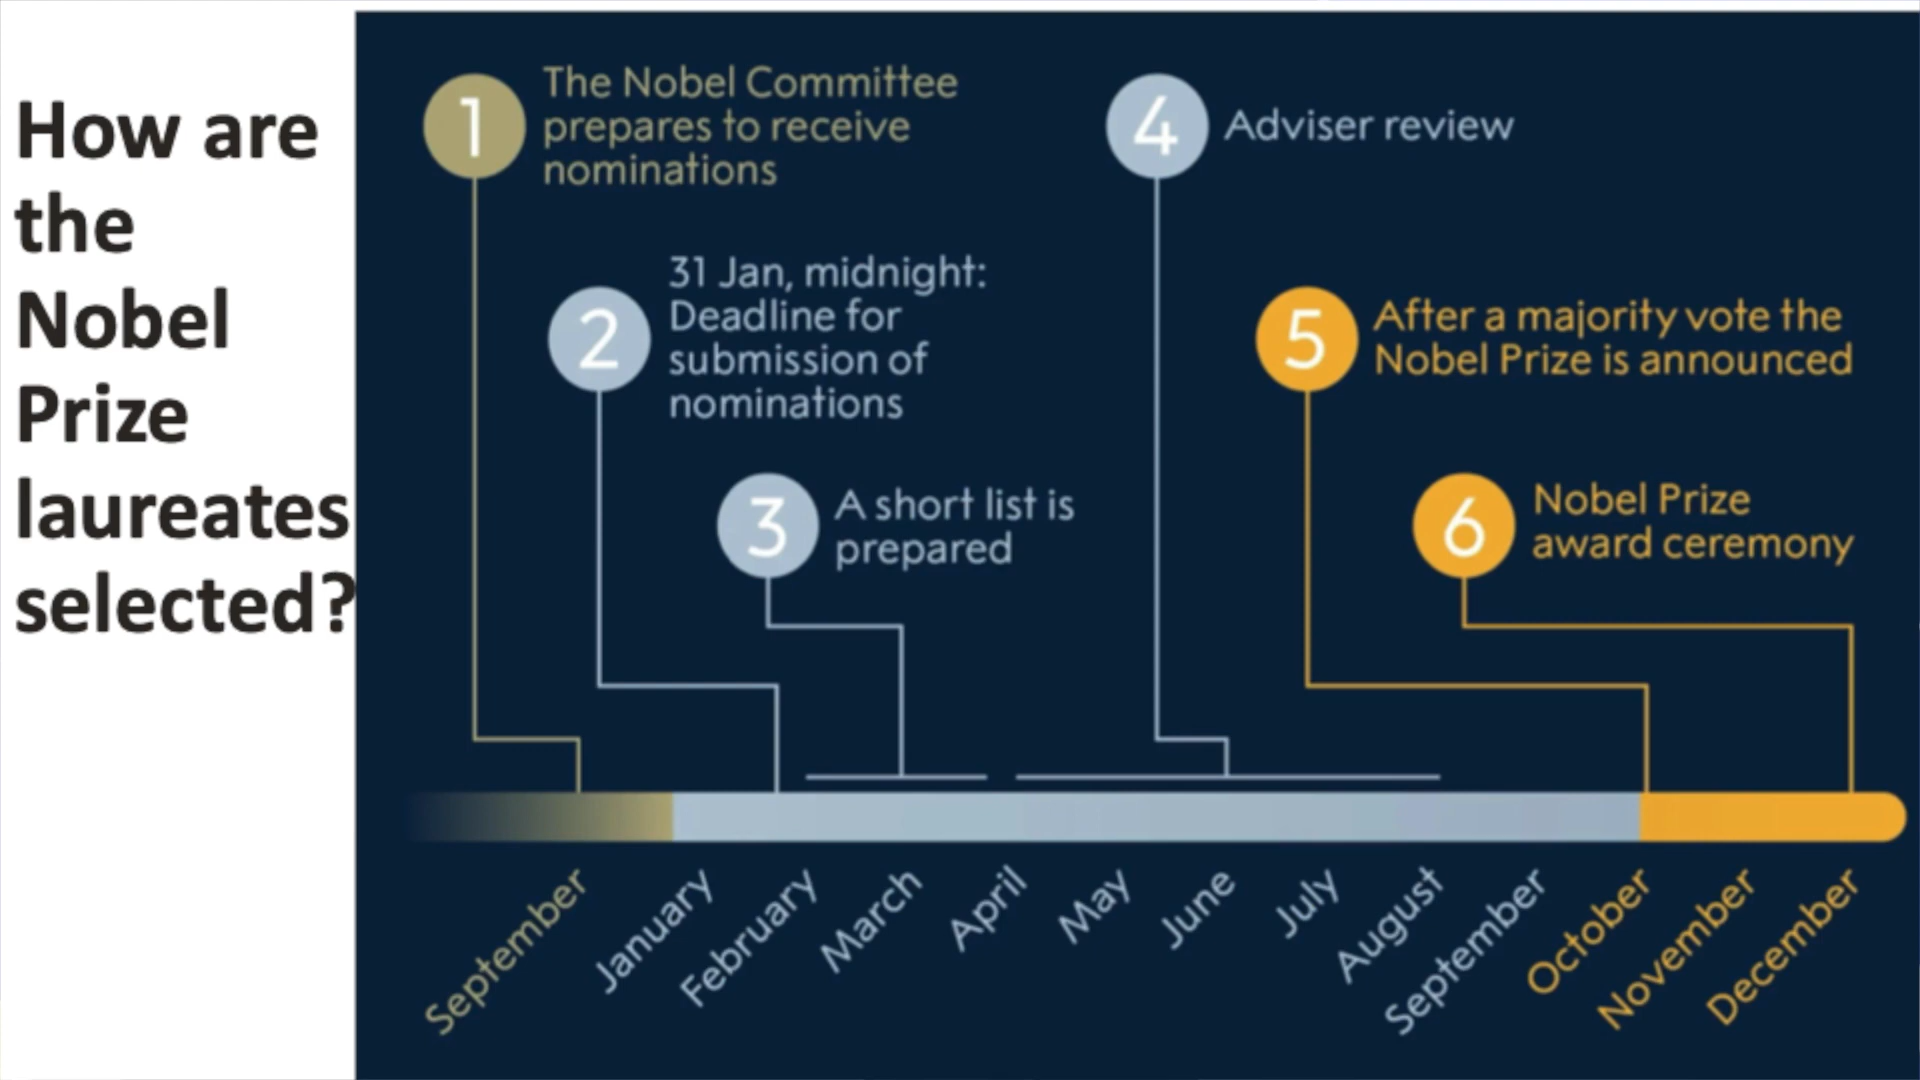 How are
the
Nobel
Prize
laureates
selected?
1
The Nobel Committee
prepares to receive
nominations
2
31 Jan, midnight:
Deadline for
submission of
nominations
3
A short list is
prepared
4
Adviser review
5
After a majority vote the
Nobel Prize is announced
6
Nobel Prize
award ceremony
September
January
February
March
April
May
June
July
August
September
October
November
December